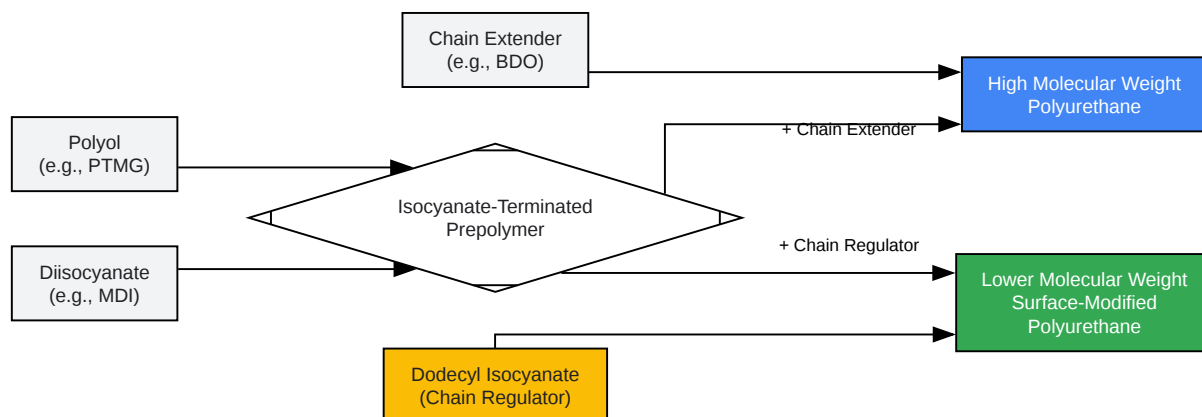 Chain Extender
(e.g., BDO)
High Molecular Weight
Polyurethane
+ Chain Extender
Polyol
(e.g., PTMG)
Isocyanate-Terminated
Prepolymer
+ Chain Regulator
Diisocyanate
(e.g., MDI)
Lower Molecular Weight
Surface-Modified
Polyurethane
Dodecyl Isocyanate
(Chain Regulator)